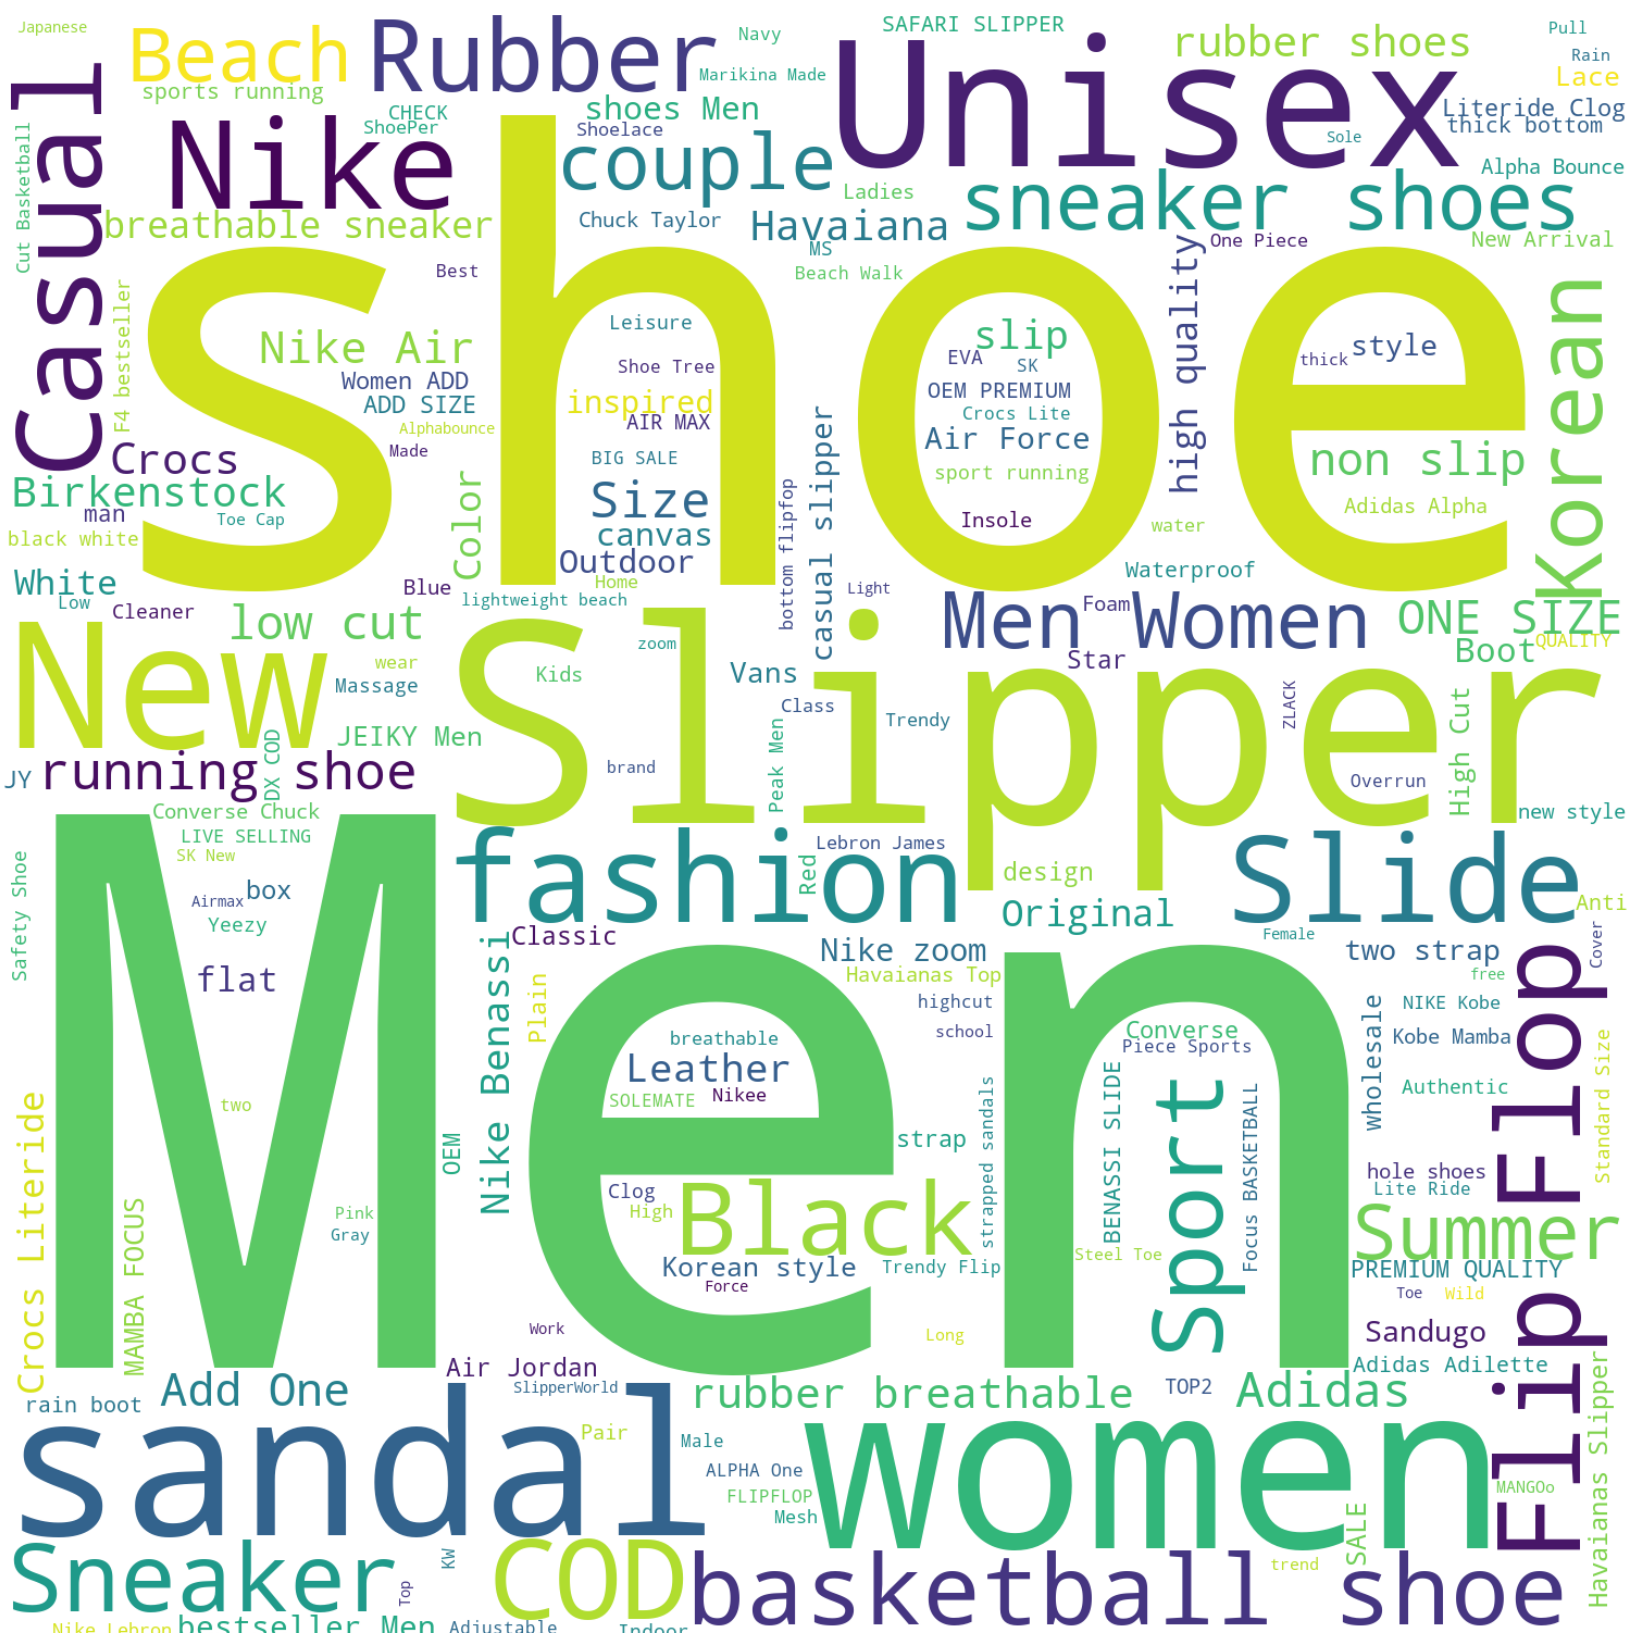 Japanese
Beach
Rubber
Navy
SAFARI SLIPPER
Unisex
rubber shoes
Pull
Rain
Lace
Casual
sports running
Marikina Made
CHECK
ShoePer
shoes Men
Shoelace
Literide Clog
thick bottom
Sole
Nike
couple
Cut Basketball
Ladies
sneaker shoes
Alpha Bounce
breathable sneaker
Chuck Taylor
Havaiana
MS
One Piece
New Arrival
shoe
Best
Beach Walk
high quality
Korean
F4 bestseller
Nike Air
Leisure
slip
style
thick
Women ADD
Shoe Tree
EVA
SK
ADD SIZE
inspired
OEM PREMIUM
Alphabounce
AIR MAX
Crocs Lite
Made
Air Force
Crocs
BIG SALE
casual slipper
sport running
non slip
Birkenstock
Color
Size
bottom flipfop
Insole
Adidas Alpha
man
Toe Cap
canvas
water
black white
Outdoor
Waterproof
White
Blue
Home
Light
Low
Cleaner
lightweight beach
Men Women
Foam
ONE SIZE
New
low cut
Slipper
zoom
QUALITY
wear
Kids
Vans
Star
Boot
Massage
Class
Trendy
ZLACK
High Cut
JEIKY Men
Peak Men
DX COD
running shoe
JY
brand
Overrun
Converse Chuck
new style
Men
LIVE SELLING
fashion
Lebron James
Slide
SK New
Red
design
Safety Shoe
box
Airmax
Original
Anti
Yeezy
Classic
Female
Cover
flat
Nike Benassi
Nike zoom
two strap
Plain
Havaianas Top
free
Flip Flop
highcut
wholesale
NIKE Kobe
school
Converse
breathable
Piece Sports
Kobe Mamba
Standard Size
Leather
Crocs Literide
SOLEMATE
Nikee
strapped sandals
BENASSI SLIDE
Sport
Focus BASKETBALL
Authentic
two
OEM
strap
hole shoes
Clog
Black
Lite Ride
MAMBA FOCUS
Pink
High
Summer
Gray
Korean style
Trendy Flip
Steel Toe
PREMIUM QUALITY
Force
Toe
Wild
Work
Long
Sandugo
Air Jordan
Adidas Adilette
Havaianas Slipper
Add One
SlipperWorld
rubber breathable
TOP2
Adidas
rain boot
sandal
Pair
Male
women
ALPHA One
FLIPFLOP
MANGOo
Mesh
SALE
Sneaker
KW
COD
basketball shoe
trend
Top
Nike Lebron
bestseller Men
Adjustable
Indoor